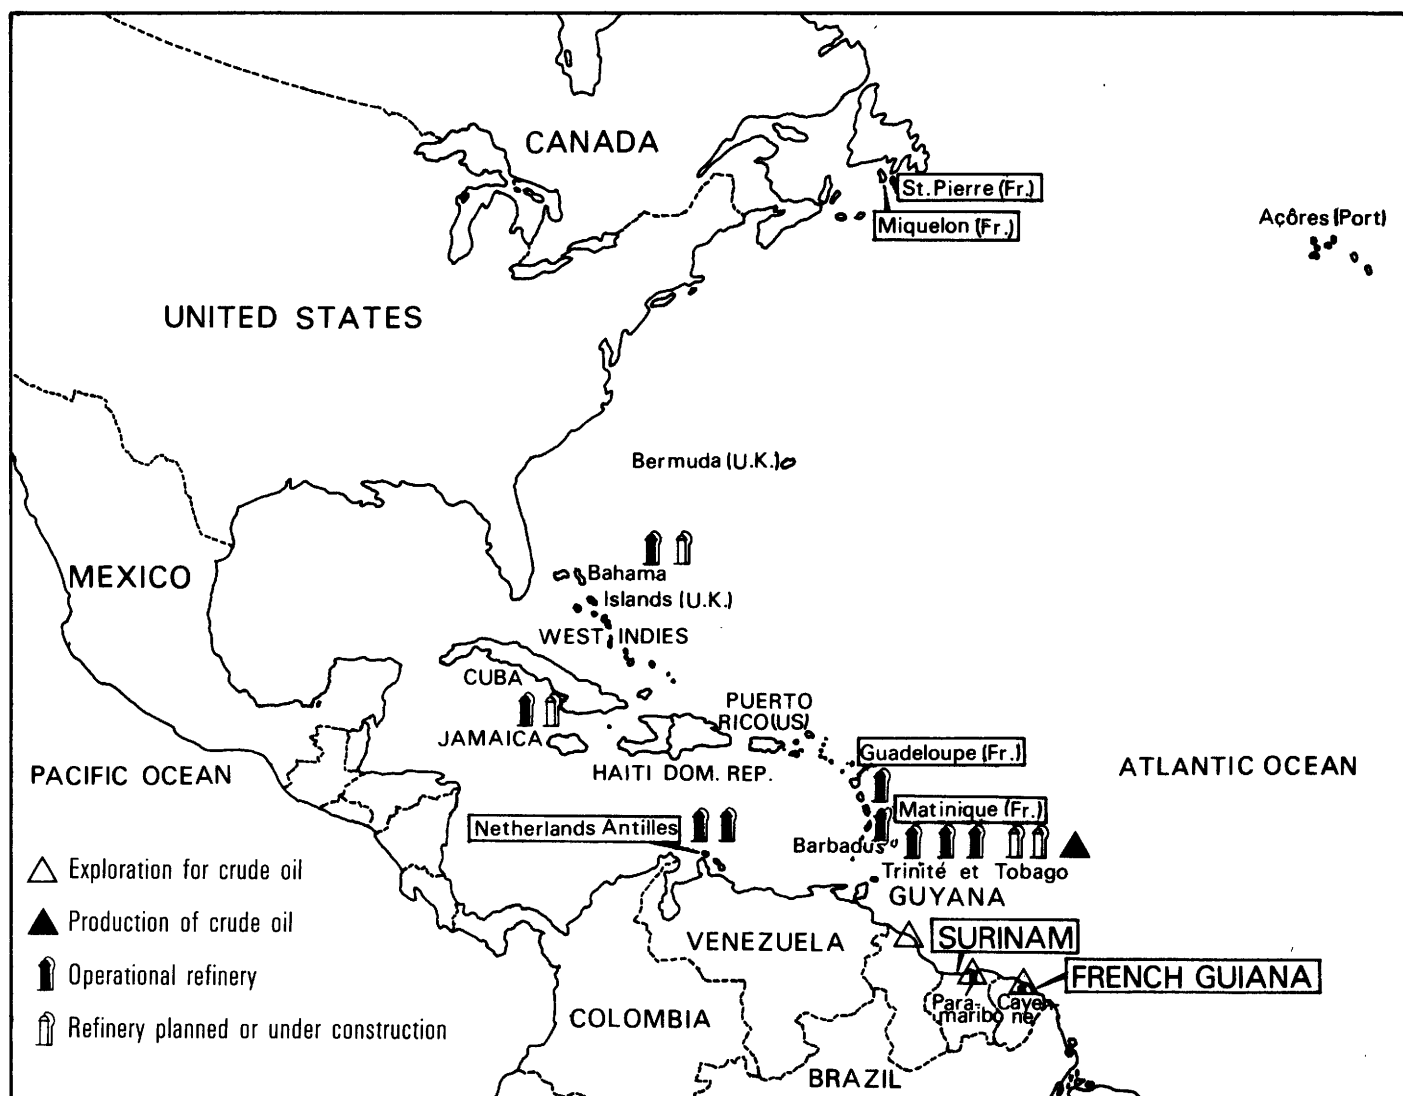 CANADA
St. Pierre (Fr.)
Miquelon (Fr.)
Açôres (Port)
UNITED STATES
Bermuda (U.K.)
MEXICO
Bahama
Islands (U.K.)
WEST INDIES
CUBA
PUERTO
RICO (US)
JAMAICA
HAITI DOM. REP.
Guadeloupe (Fr.)
PACIFIC OCEAN
ATLANTIC OCEAN
Matinique (Fr.)
Netherlands Antilles
Barbadus
Trinité et Tobago
GUYANA
Exploration for crude oil
Production of crude oil
Operational refinery
Refinery planned or under construction
VENEZUELA
SURINAM
FRENCH GUIANA
Para-
maribo
Caye-
ne
COLOMBIA
BRAZIL